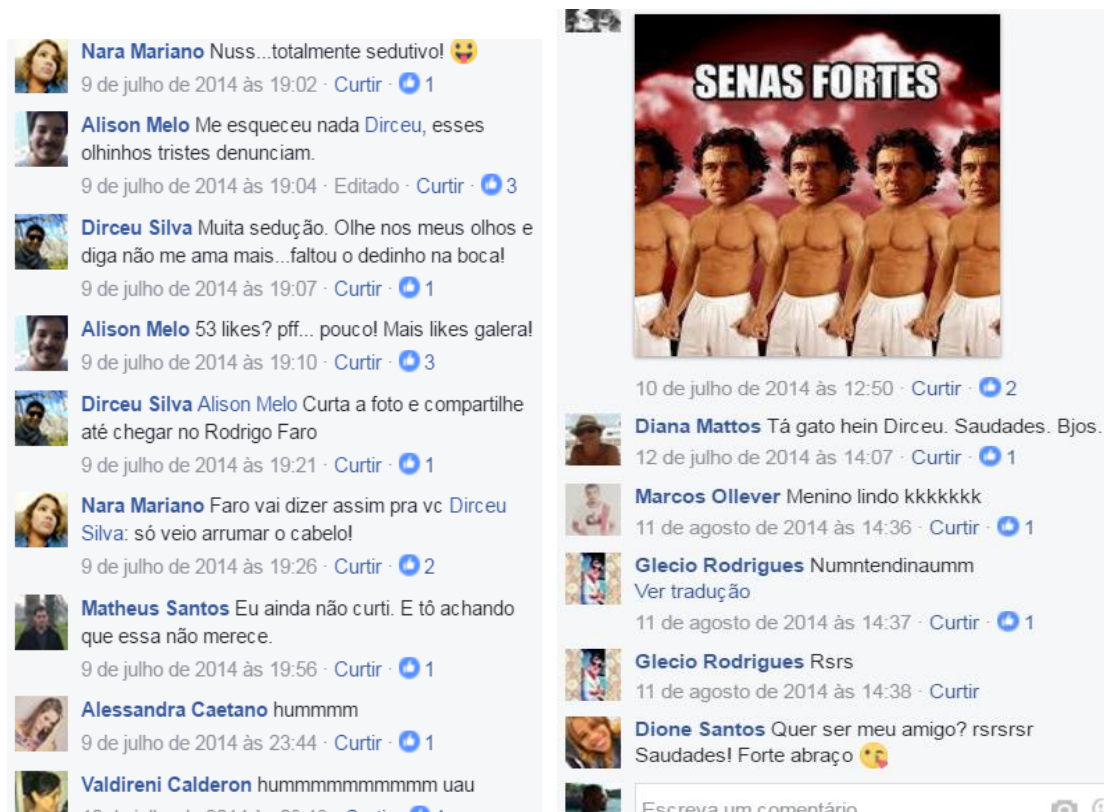 Nara Mariano Nuss...totalmente sedutivo!
9 de julho de 2014 às 19:02 · Curtir · 1
Alison Melo Me esqueceu nada Dirceu, esses
olhinhos tristes denunciam.
9 de julho de 2014 às 19:04 · Editado · Curtir · 3
Dirceu Silva Muita sedução. Olhe nos meus olhos e
diga não me ama mais...faltou o dedinho na boca!
9 de julho de 2014 às 19:07 · Curtir · 1
Alison Melo 53 likes? pff... pouco! Mais likes galera!
9 de julho de 2014 às 19:10 · Curtir · 3
Dirceu Silva Alison Melo Curta a foto e compartilhe
até chegar no Rodrigo Faro
9 de julho de 2014 às 19:21 · Curtir · 1
Nara Mariano Faro vai dizer assim pra vc Dirceu
Silva: só veio arrumar o cabelo!
9 de julho de 2014 às 19:26 · Curtir · 2
Matheus Santos Eu ainda não curti. E tô achando
que essa não merece.
9 de julho de 2014 às 19:56 · Curtir · 1
Alessandra Caetano hummmm
9 de julho de 2014 às 23:44 · Curtir · 1
Valdireni Calderon hummmmmmmmmmm uau
SENAS FORTES
10 de julho de 2014 às 12:50 · Curtir · 2
Diana Mattos Tá gato hein Dirceu. Saudades. Bjos.
12 de julho de 2014 às 14:07 · Curtir · 1
Marcos Ollever Menino lindo kkkkkkk
11 de agosto de 2014 às 14:36 · Curtir · 1
Glecio Rodrigues Numntendinaumm
Ver tradução
11 de agosto de 2014 às 14:37 · Curtir · 1
Glecio Rodrigues Rsrs
11 de agosto de 2014 às 14:38 · Curtir
Dione Santos Quer ser meu amigo? rsrsrsr
Saudades! Forte abraço
Escreva um comentário